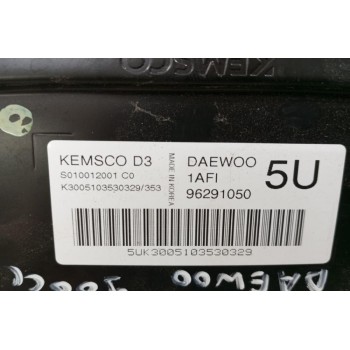 KEMSCO
KEMSCO D3
S010012001 C0
K3005103530329/353
MADE IN KOREA
DAEWOO
1AFI
96291050
5U
5UK3005103530329
DAEWOO